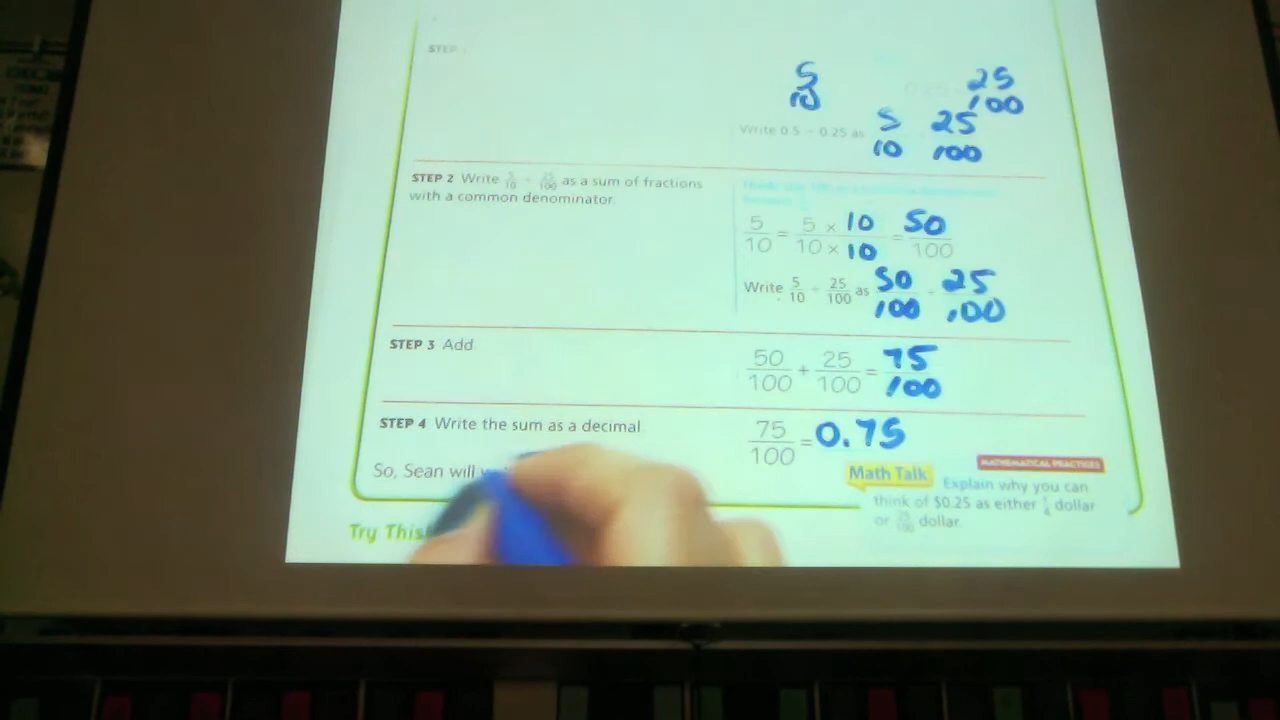 STEP
5 25
10 100
Write 0.5 + 0.25 as 5 25
10 100
STEP 2 Write 5/10 + 25/100 as a sum of fractions
with a common denominator.
5/10 = 5 × 10/10 × 10 = 50/100
Write 5/10 + 25/100 as 50/100 + 25/100
STEP 3 Add
50/100 + 25/100 = 75/100
STEP 4 Write the sum as a decimal.
75/100 = 0.75
So, Sean will
MATHEMATICAL PRACTICES
Math Talk Explain why you can
think of $0.25 as either 1/4 dollar
or 25/100 dollar.
Try This